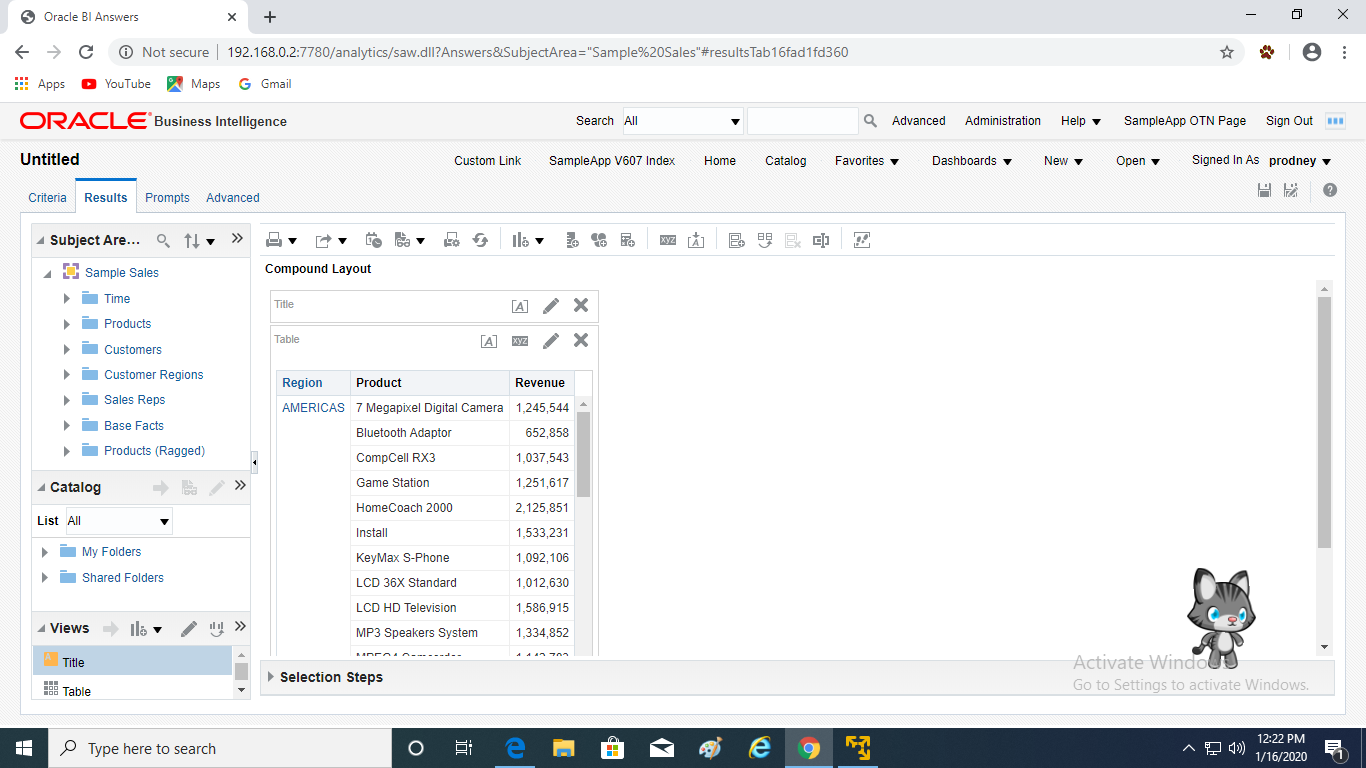 Oracle BI Answers
Not secure 192.168.0.2:7780/analytics/saw.dll?Answers&SubjectArea="Sample%20Sales"#resultsTab16fad1fd360
Apps YouTube Maps Gmail
ORACLE Business Intelligence
Search All Advanced Administration Help SampleApp OTN Page Sign Out
Untitled
Custom Link SampleApp V607 Index Home Catalog Favorites Dashboards New Open Signed In As prodney
Criteria Results Prompts Advanced
Subject Are...
Sample Sales
Time
Products
Customers
Customer Regions
Sales Reps
Base Facts
Products (Ragged)
Catalog
List All
My Folders
Shared Folders
Views
Title
Table
Compound Layout
Title
Table
Region Product Revenue
AMERICAS 7 Megapixel Digital Camera 1,245,544
Bluetooth Adaptor 652,858
CompCell RX3 1,037,543
Game Station 1,251,617
HomeCoach 2000 2,125,851
Install 1,533,231
KeyMax S-Phone 1,092,106
LCD 36X Standard 1,012,630
LCD HD Television 1,586,915
MP3 Speakers System 1,334,852
Selection Steps
Activate Windows
Go to Settings to activate Windows.
Type here to search
12:22 PM
1/16/2020
1